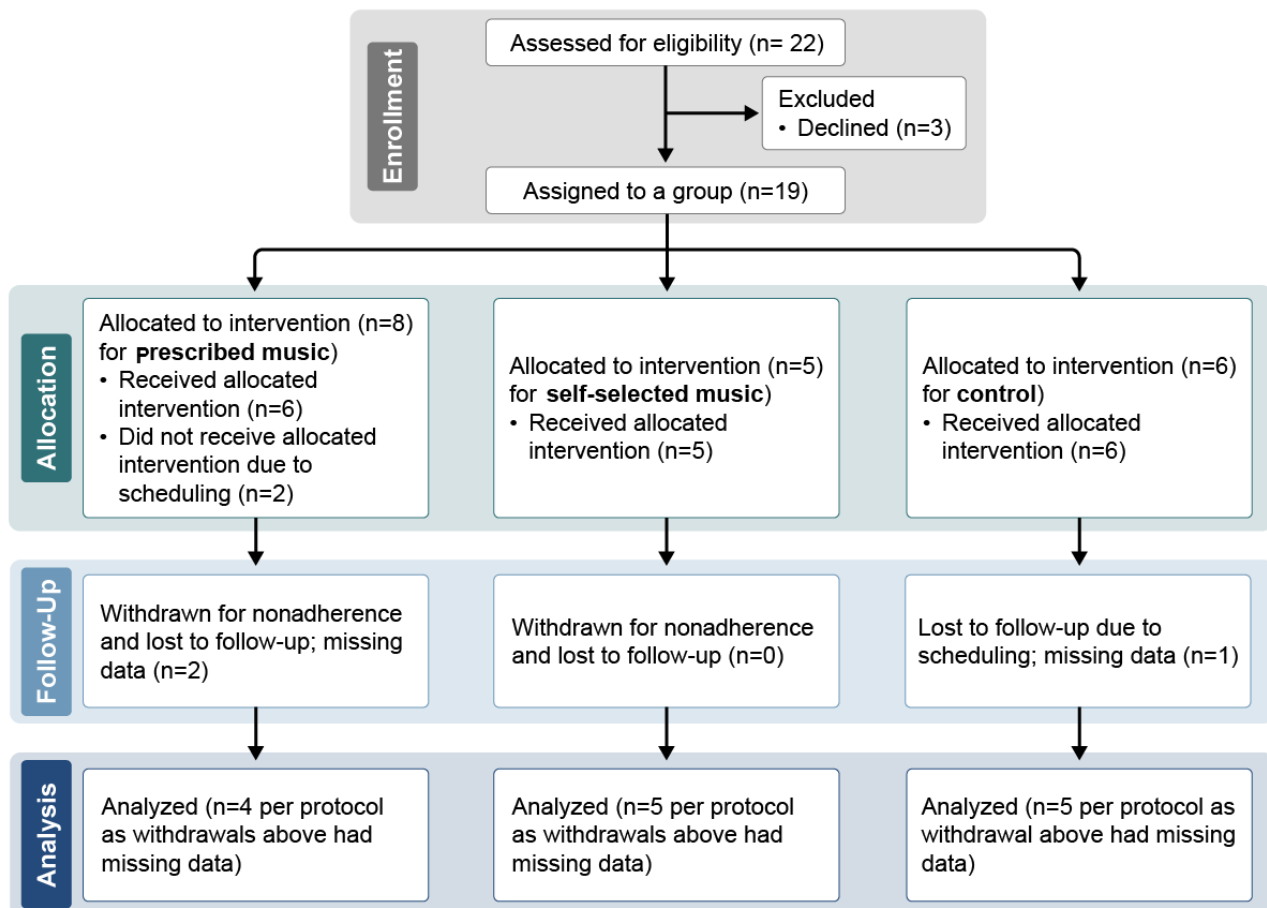 Enrollment
Assessed for eligibility (n= 22)
Excluded
• Declined (n=3)
Assigned to a group (n=19)
Allocation
Allocated to intervention (n=8)
for prescribed music)
• Received allocated
intervention (n=6)
• Did not receive allocated
intervention due to
scheduling (n=2)
Allocated to intervention (n=5)
for self-selected music)
• Received allocated
intervention (n=5)
Allocated to intervention (n=6)
for control)
• Received allocated
intervention (n=6)
Follow-Up
Withdrawn for nonadherence
and lost to follow-up; missing
data (n=2)
Withdrawn for nonadherence
and lost to follow-up (n=0)
Lost to follow-up due to
scheduling; missing data (n=1)
Analysis
Analyzed (n=4 per protocol
as withdrawals above had
missing data)
Analyzed (n=5 per protocol
as withdrawals above had
missing data)
Analyzed (n=5 per protocol as
withdrawal above had missing
data)